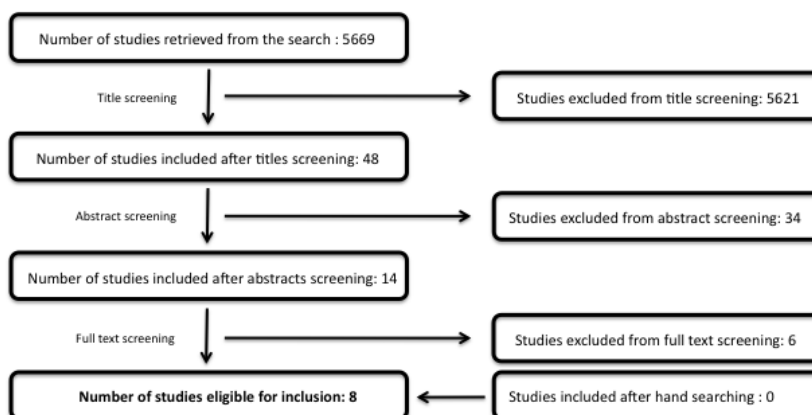 Number of studies retrieved from the search : 5669
Title screening
Studies excluded from title screening: 5621
Number of studies included after titles screening: 48
Abstract screening
Studies excluded from abstract screening: 34
Number of studies included after abstracts screening: 14
Full text screening
Studies excluded from full text screening: 6
Number of studies eligible for inclusion: 8
Studies included after hand searching : 0